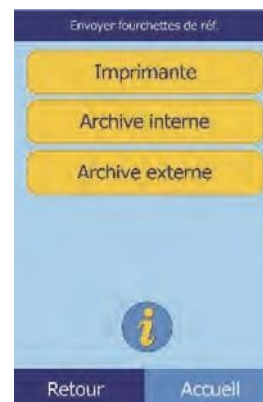 Envoyer fourchettes de réf.
Imprimante
Archive interne
Archive externe
i
Retour Accueil